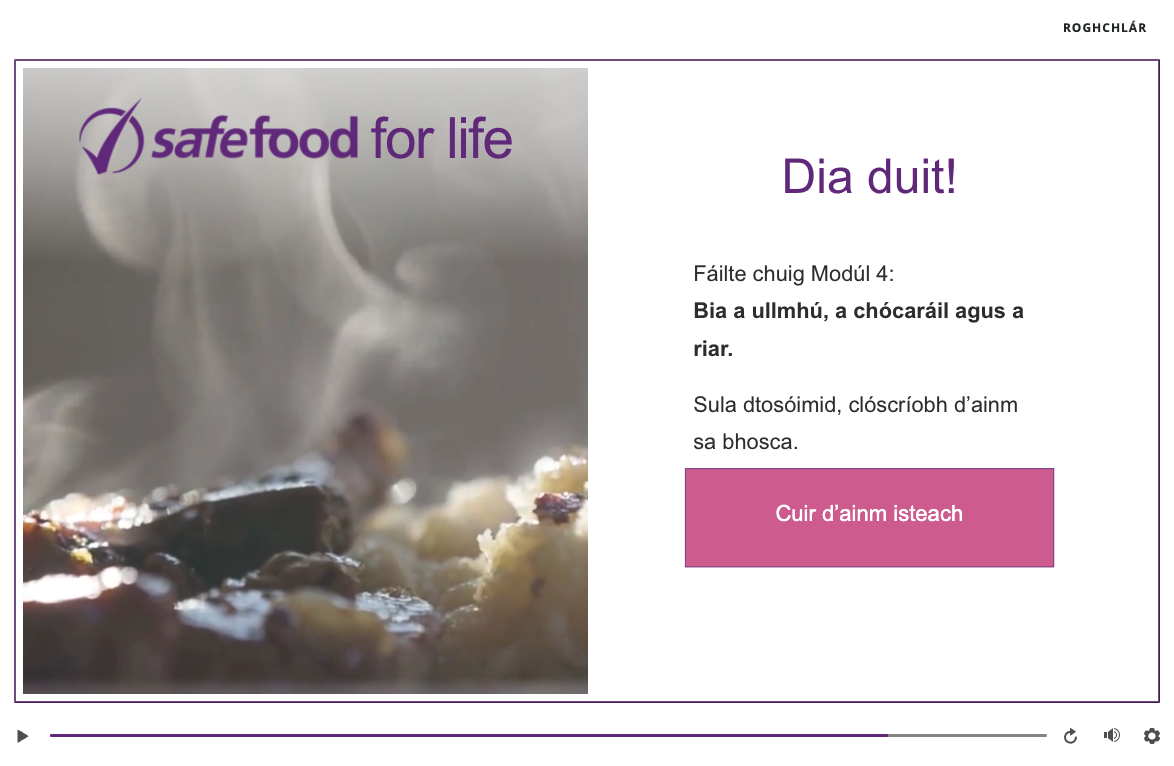 ROGHCHLÁR
safefood for life
Dia duit!
Fáilte chuig Modúl 4:
Bia a ullmhú, a chócaráil agus a
riar.
Sula dtosóimid, clóscríobh d’ainm
sa bhosca.
Cuir d’ainm isteach